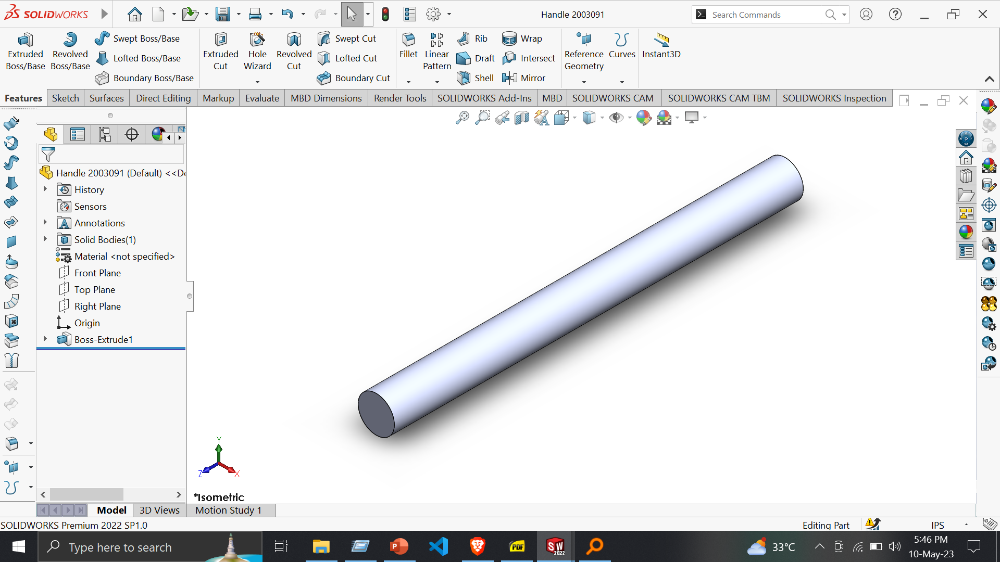 SOLIDWORKS
Handle 2003091
Search Commands
Extruded Boss/Base
Revolved Boss/Base
Swept Boss/Base
Lofted Boss/Base
Boundary Boss/Base
Extruded Cut
Hole Wizard
Revolved Cut
Swept Cut
Lofted Cut
Boundary Cut
Fillet
Linear Pattern
Rib
Draft
Shell
Wrap
Intersect
Mirror
Reference Geometry
Curves
Instant3D
Features
Sketch
Surfaces
Direct Editing
Markup
Evaluate
MBD Dimensions
Render Tools
SOLIDWORKS Add-Ins
MBD
SOLIDWORKS CAM
SOLIDWORKS CAM TBM
SOLIDWORKS Inspection
Handle 2003091 (Default) <<De
History
Sensors
Annotations
Solid Bodies(1)
Material <not specified>
Front Plane
Top Plane
Right Plane
Origin
Boss-Extrude1
Y
Z
X
*Isometric
Model
3D Views
Motion Study 1
SOLIDWORKS Premium 2022 SP1.0
Editing Part
IPS
Type here to search
P
PDF
SW
2022
33°C
5:46 PM
10-May-23